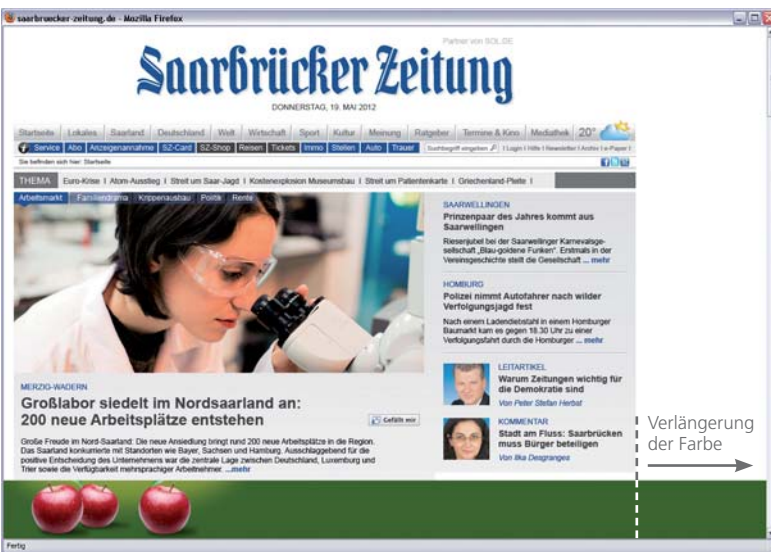 saarbruecker-zeitung.de - Mozilla Firefox
Partner von SOL.DE
Saarbrücker Zeitung
DONNERSTAG, 19. MAI 2012
Startseite Lokales Saarland Deutschland Welt Wirtschaft Sport Kultur Meinung Ratgeber Termine & Kino Mediathek 20°
Service Abo Anzeigenannahme SZ-Card SZ-Shop Reisen Tickets Immo Stellen Auto Trauer Suchbegriff eingeben I Login I Hilfe I Newsletter I Archiv I e-Paper I
Sie befinden sich hier: Startseite
THEMA Euro-Krise I Atom-Ausstieg I Streit um Saar-Jagd I Kostenexplosion Museumsbau I Streit um Patientenkarte I Griechenland-Pleite I
Arbeitsmarkt Familiendrama Krippenausbau Politik Rente
SAARWELLINGEN
Prinzenpaar des Jahres kommt aus
Saarwellingen
Riesenjubel bei der Saarwellinger Karnevalsge-
sellschaft „Blau-goldene Funken“. Erstmals in der
Vereinsgeschichte stellt die Gesellschaft ... mehr
HOMBURG
Polizei nimmt Autofahrer nach wilder
Verfolgungsjagd fest
Nach einem Ladendiebstahl in einem Homburger
Baumarkt kam es gegen 18.30 Uhr zu einer
Verfolgungsfahrt durch die Homburger ... mehr
LEITARTIKEL
Warum Zeitungen wichtig für
die Demokratie sind
Von Peter Stefan Herbst
KOMMENTAR
Stadt am Fluss: Saarbrücken
muss Bürger beteiligen
Von Ilka Desgranges
MERZIG-WADERN
Großlabor siedelt im Nordsaarland an:
200 neue Arbeitsplätze entstehen
Gefällt mir
Große Freude im Nord-Saarland: Die neue Ansiedlung bringt rund 200 neue Arbeitsplätze in die Region.
Das Saarland konkurrierte mit Standorten wie Bayer, Sachsen und Hamburg. Ausschlaggebend für die
positive Entscheidung des Unternehmens war die zentrale Lage zwischen Deutschland, Luxemburg und
Trier sowie die Verfügbarkeit mehrsprachiger Arbeitnehmer. ...mehr
Verlängerung
der Farbe
Fertig